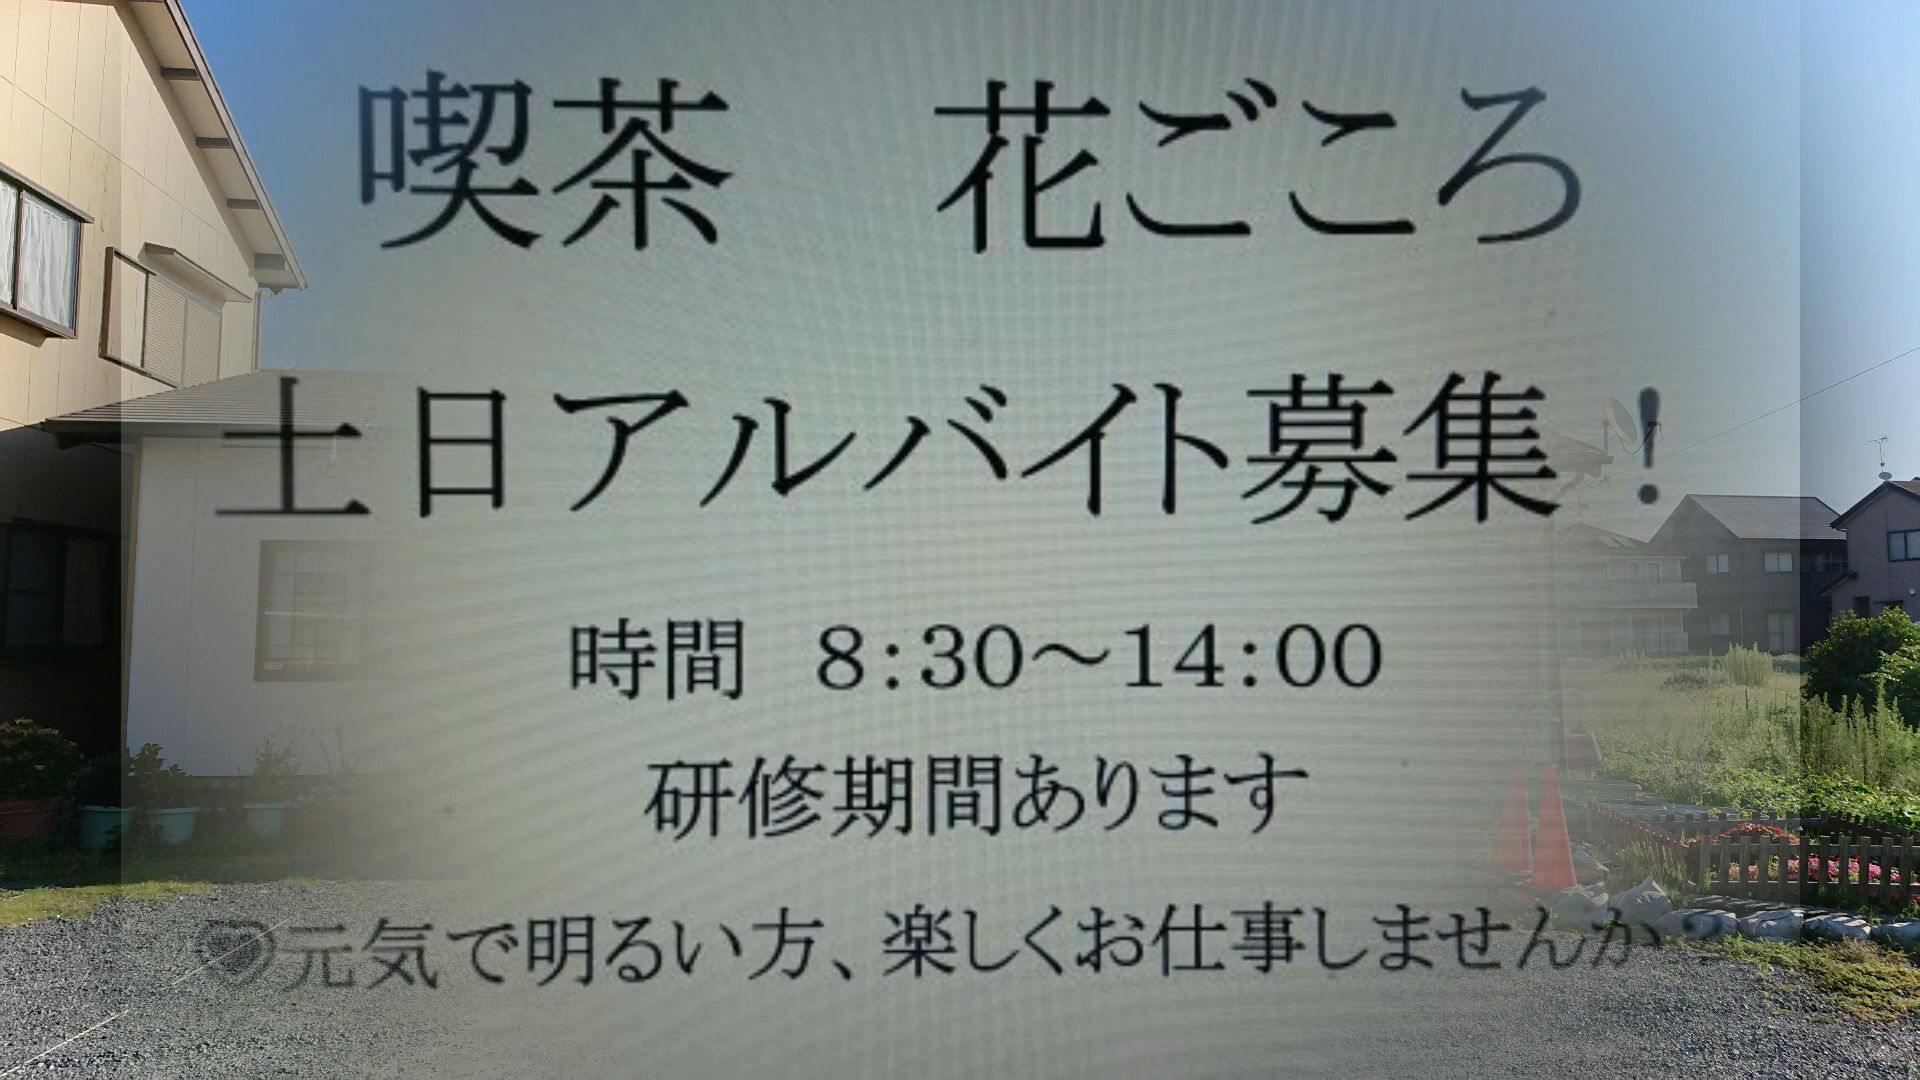 喫茶　花ごころ
土日アルバイト募集！
時間　8：30～14：00
研修期間あります
元気で明るい方、楽しくお仕事しませんか？